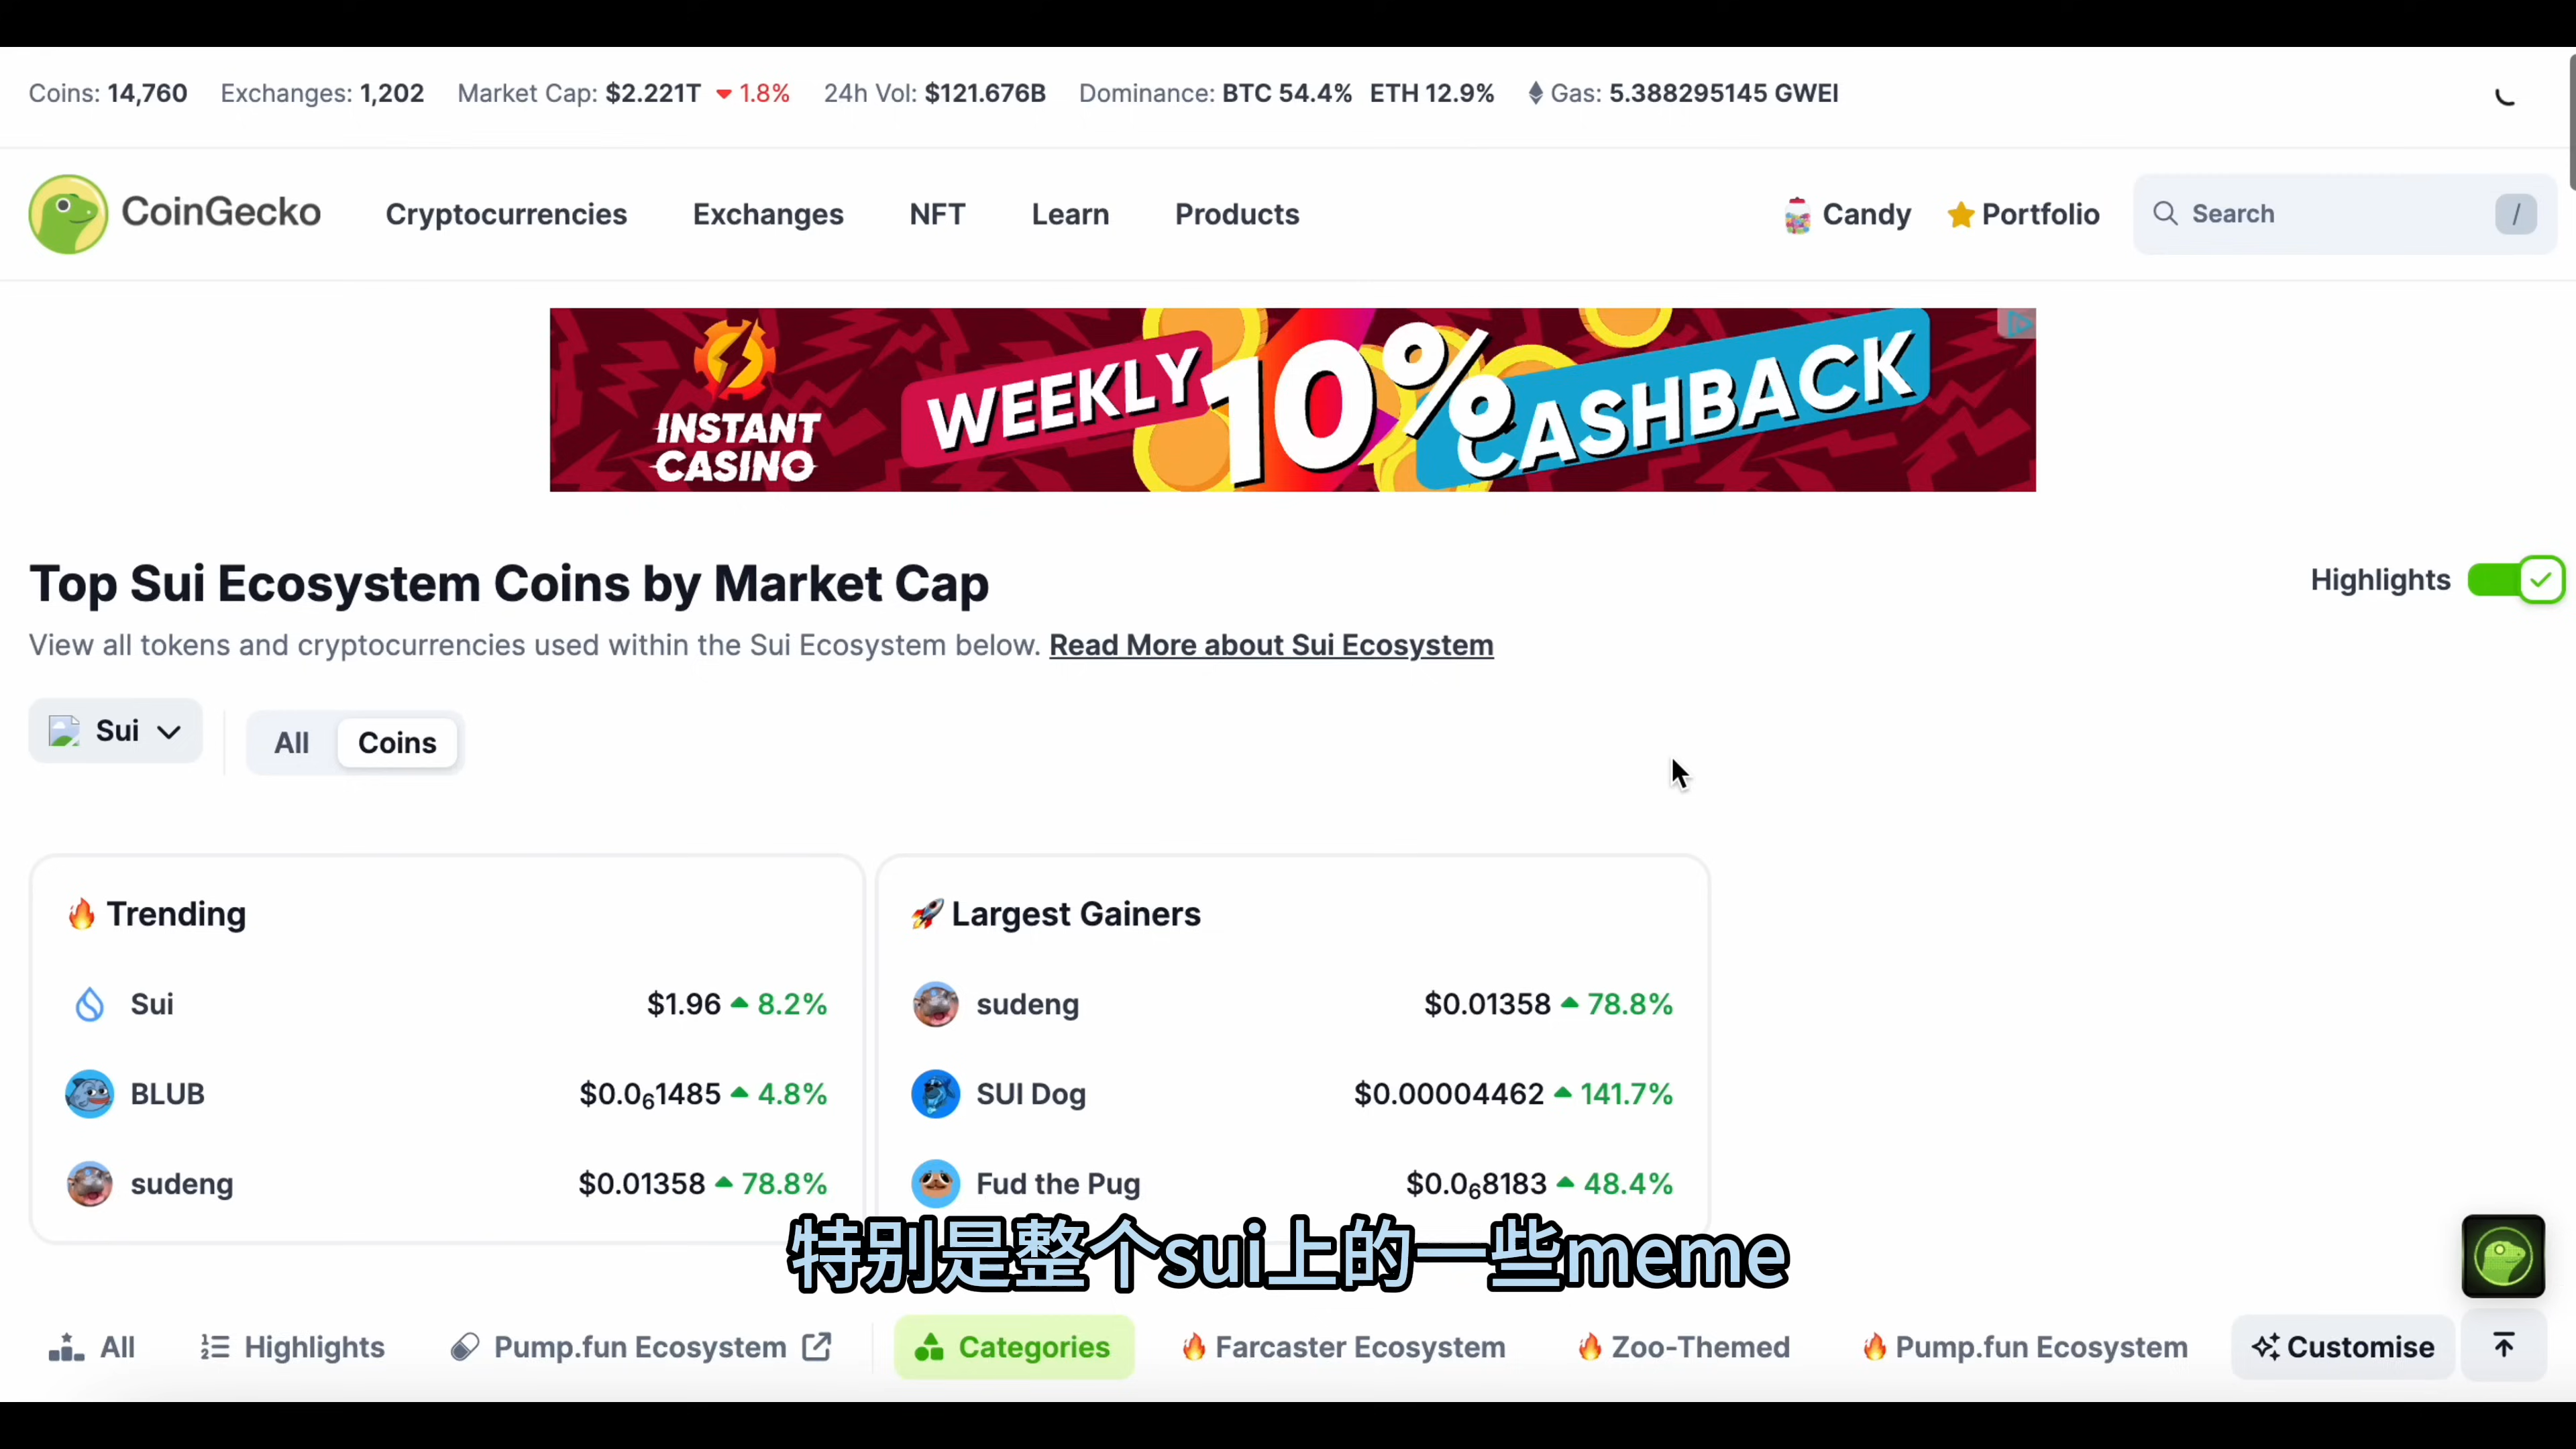 Coins: 14,760 Exchanges: 1,202 Market Cap: $2.221T 1.8% 24h Vol: $121.676B Dominance: BTC 54.4% ETH 12.9% Gas: 5.388295145 GWEI
CoinGecko Cryptocurrencies Exchanges NFT Learn Products Candy Portfolio Search /
INSTANT CASINO WEEKLY 10% CASHBACK
Top Sui Ecosystem Coins by Market Cap Highlights
View all tokens and cryptocurrencies used within the Sui Ecosystem below. Read More about Sui Ecosystem
Sui All Coins
Trending
Sui $1.96 8.2%
BLUB $0.0₆1485 4.8%
sudeng $0.01358 78.8%
Largest Gainers
sudeng $0.01358 78.8%
SUI Dog $0.00004462 141.7%
Fud the Pug $0.0₆8183 48.4%
特别是整个sui上的一些meme
All Highlights Pump.fun Ecosystem Categories Farcaster Ecosystem Zoo-Themed Pump.fun Ecosystem Customise